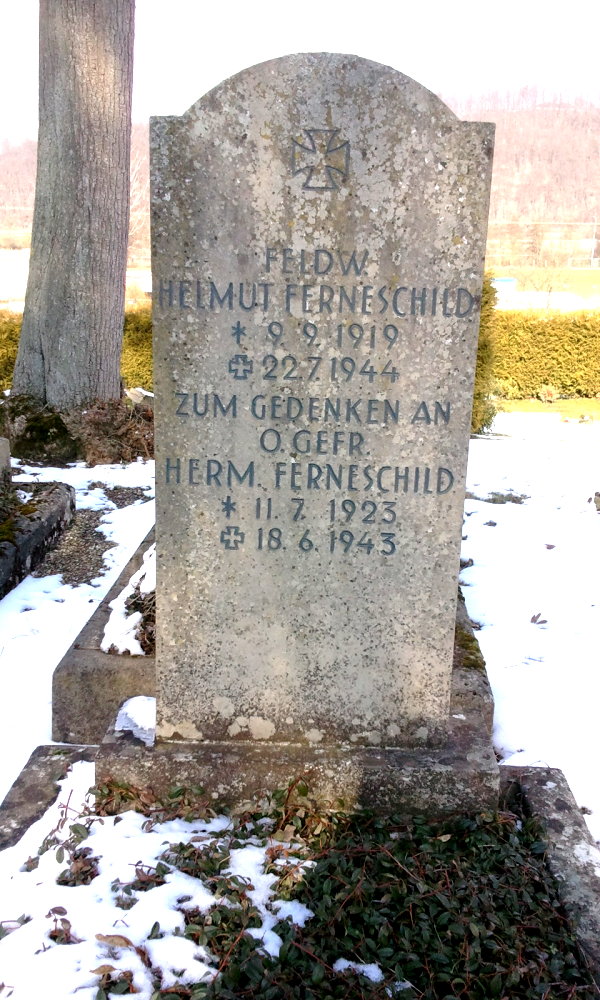 FELDW.
HELMUT FERNESCHILD
* 9. 9. 1919
✠ 22.7. 1944
ZUM GEDENKEN AN
O.GEFR.
HERM. FERNESCHILD
* 11. 7. 1923
✠ 18. 6. 1943